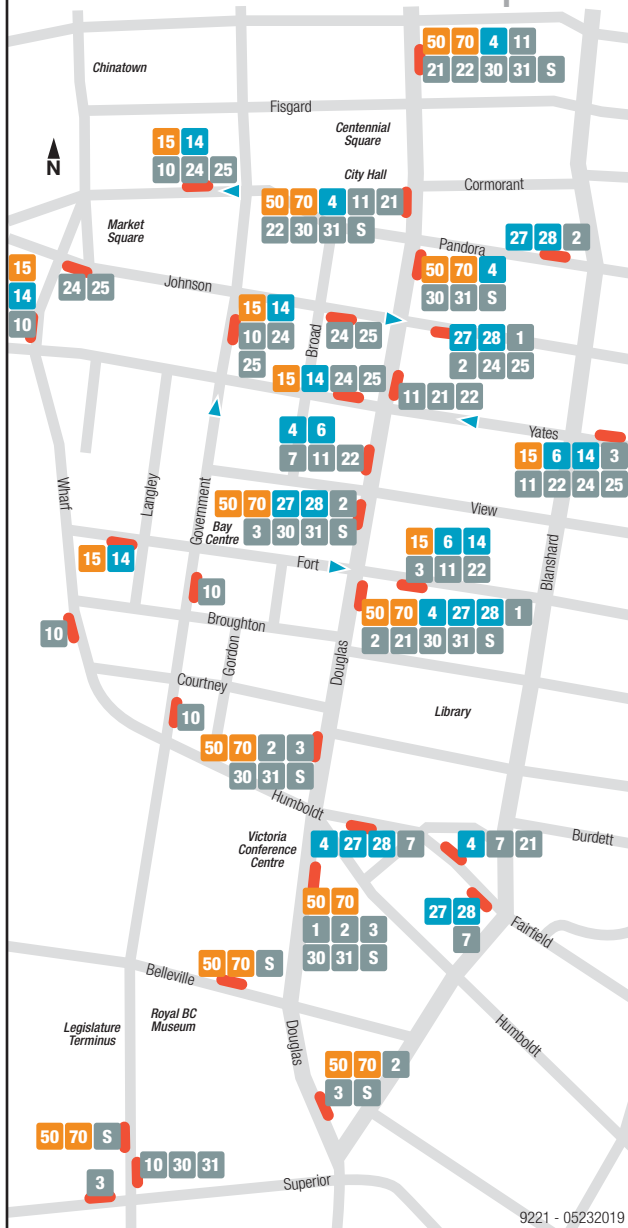 50 70 4 11
21 22 30 31 S
Chinatown
Fisgard
Centennial
Square
15 14
10 24 25
N
City Hall
Cormorant
50 70 4 11 21
22 30 31 S
Market
Square
27 28 2
Pandora
15
14
10
24 25
50 70 4
30 31 S
Johnson
15 14
10 24
25
Broad
24 25
27 28 1
2 24 25
15 14 24 25
11 21 22
Yates
4 6
7 11 22
15 6 14 3
11 22 24 25
Wharf
Langley
Government
50 70 27 28 2
3 30 31 S
Bay
Centre
View
15 14
Fort
15 6 14
3 11 22
Blanshard
10
50 70 4 27 28 1
2 21 30 31 S
Broughton
10
Gordon
Douglas
Courtney
10
Library
50 70 2 3
30 31 S
Humboldt
Victoria
Conference
Centre
4 27 28 7
4 7 21
Burdett
50 70
1 2 3
30 31 S
27 28
7
Fairfield
50 70 S
Belleville
Royal BC
Museum
Legislature
Terminus
Douglas
Humboldt
50 70 2
3 S
50 70 S
10 30 31
3
Superior
9221 - 05232019